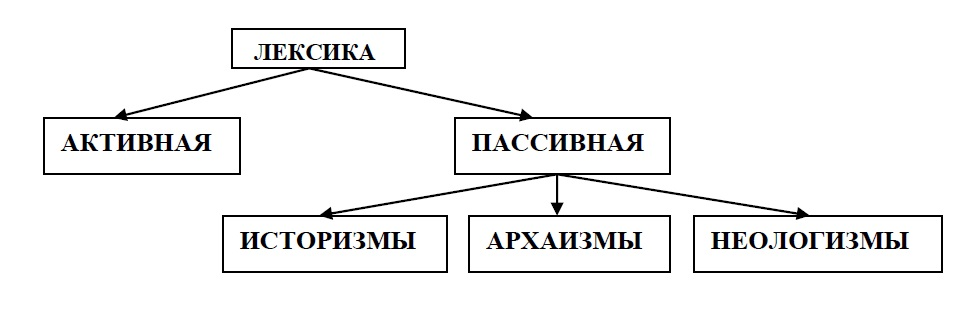 ЛЕКСИКА
АКТИВНАЯ
ПАССИВНАЯ
ИСТОРИЗМЫ
АРХАИЗМЫ
НЕОЛОГИЗМЫ